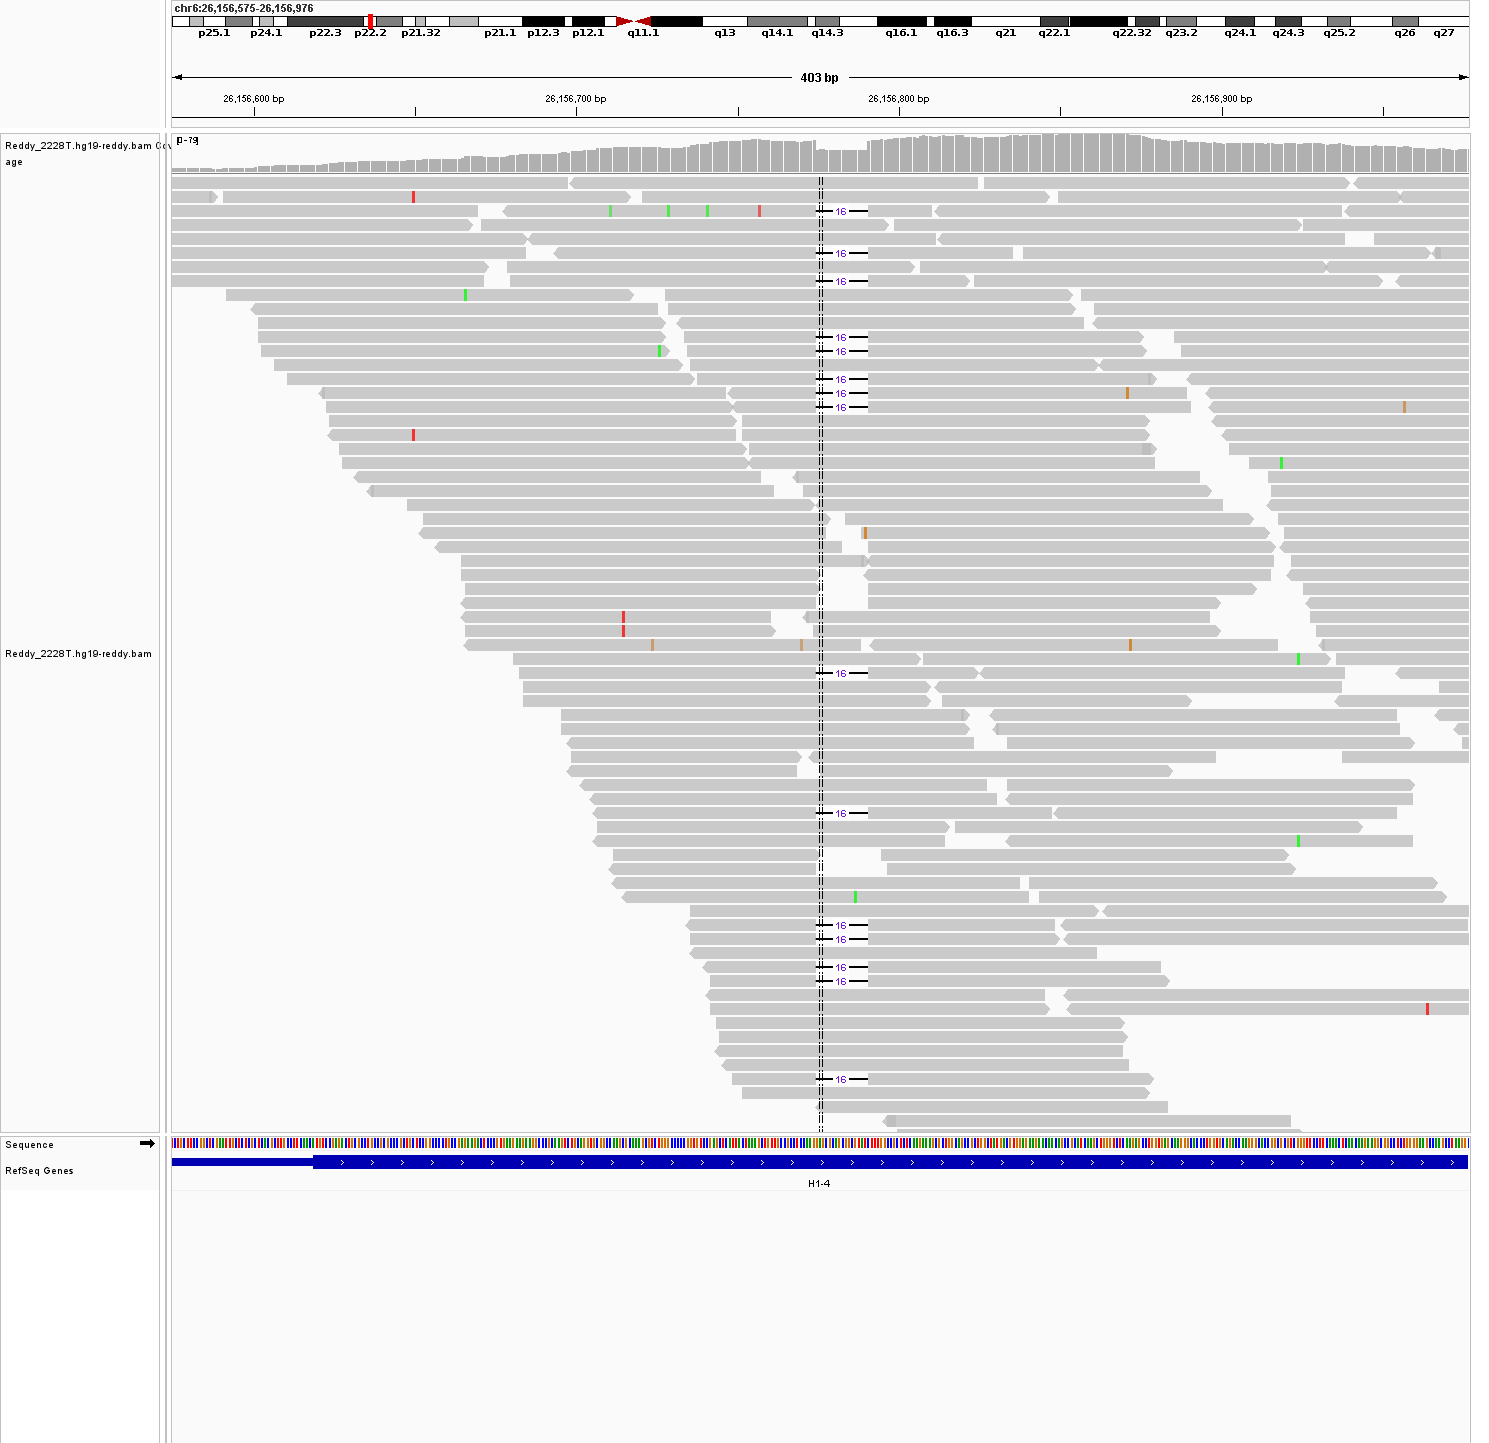 chr6:26,156,575-26,156,976
p25.1 p24.1 p22.3 p22.2 p21.32 p21.1 p12.3 p12.1 q11.1 q13 q14.1 q14.3 q16.1 q16.3 q21 q22.1 q22.32 q23.2 q24.1 q24.3 q25.2 q26 q27
403 bp
26,156,600 bp 26,156,700 bp 26,156,800 bp 26,156,900 bp
Reddy_2228T.hg19-reddy.bam Cov
age
16
16
16
16
16
16
16
16
Reddy_2228T.hg19-reddy.bam
16
16
16
16
16
16
16
Sequence
RefSeq Genes
H1-4